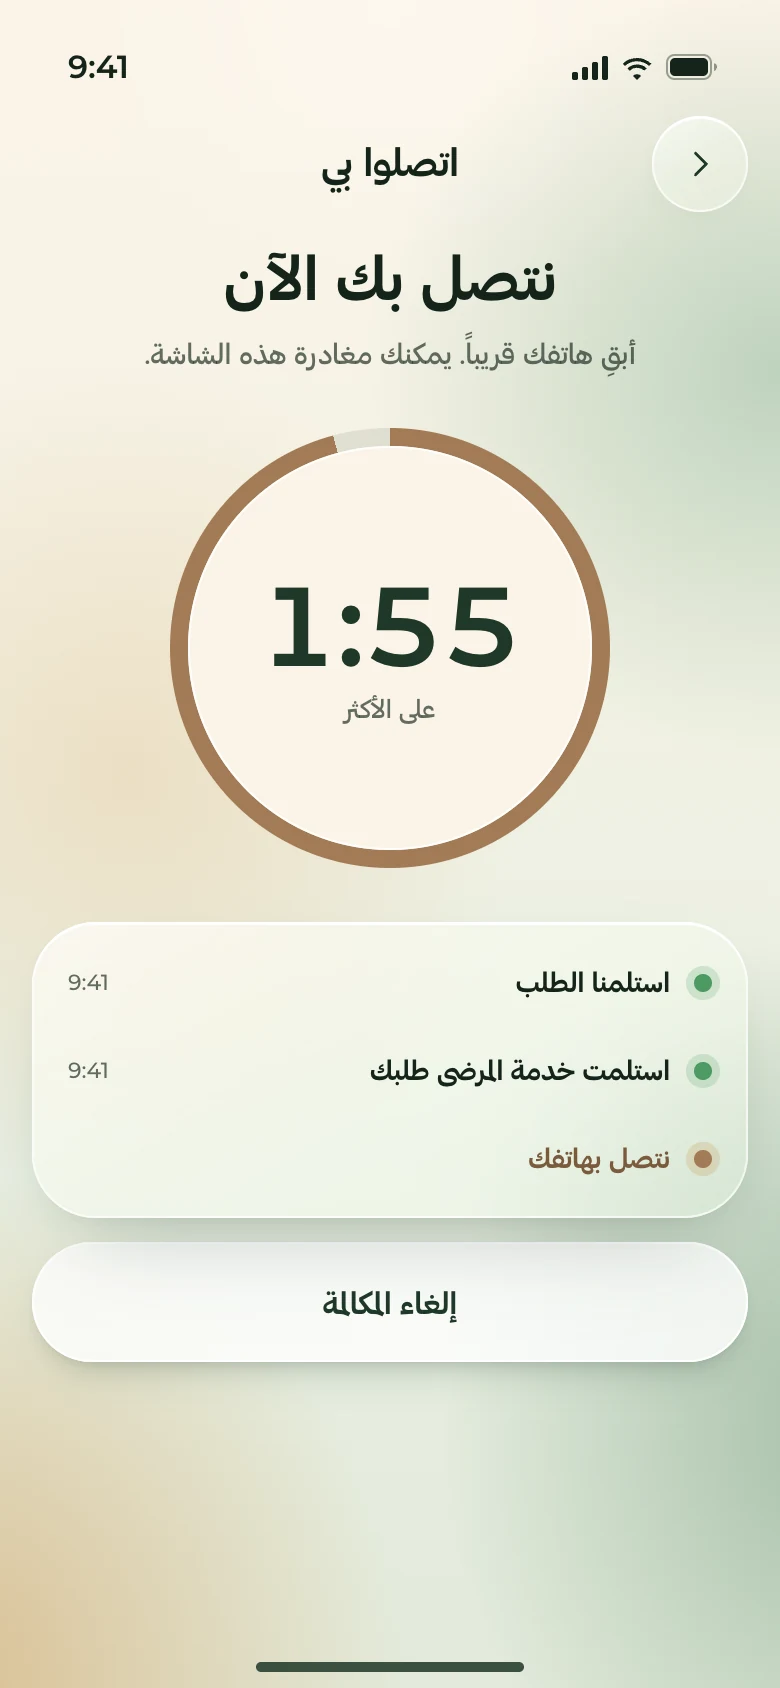 9:41
اتصلوا بي
نتصل بك الآن
أبقِ هاتفك قريباً. يمكنك مغادرة هذه الشاشة.
1:55
على الأكثر
استلمنا الطلب 9:41
استلمت خدمة المرضى طلبك 9:41
نتصل بهاتفك
إلغاء المكالمة